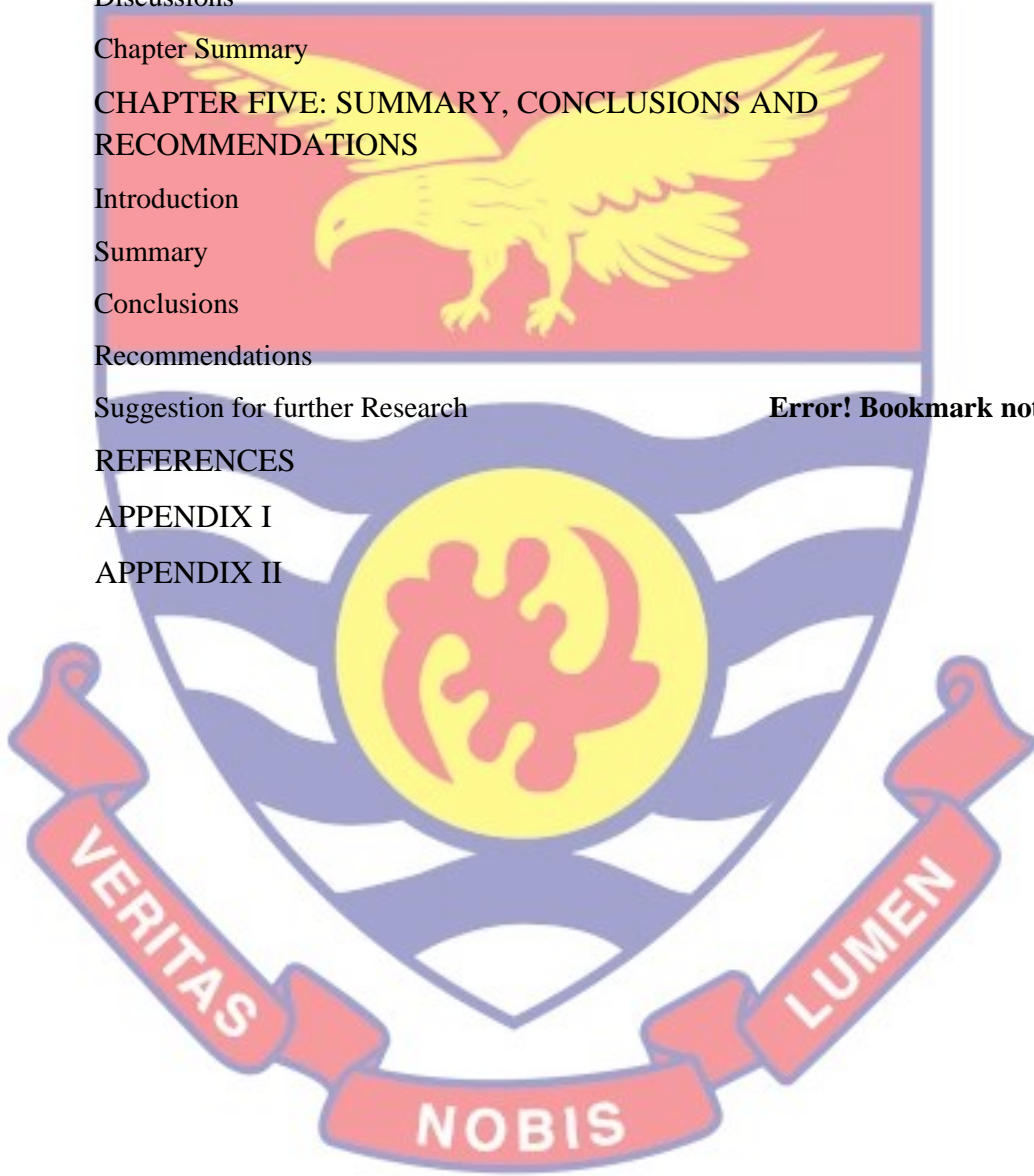 Discussions
Chapter Summary
CHAPTER FIVE: SUMMARY, CONCLUSIONS AND
RECOMMENDATIONS
Introduction
Summary
Conclusions
Recommendations
Suggestion for further Research Error! Bookmark not
REFERENCES
APPENDIX I
APPENDIX II
VERITAS
NOBIS
LUMEN